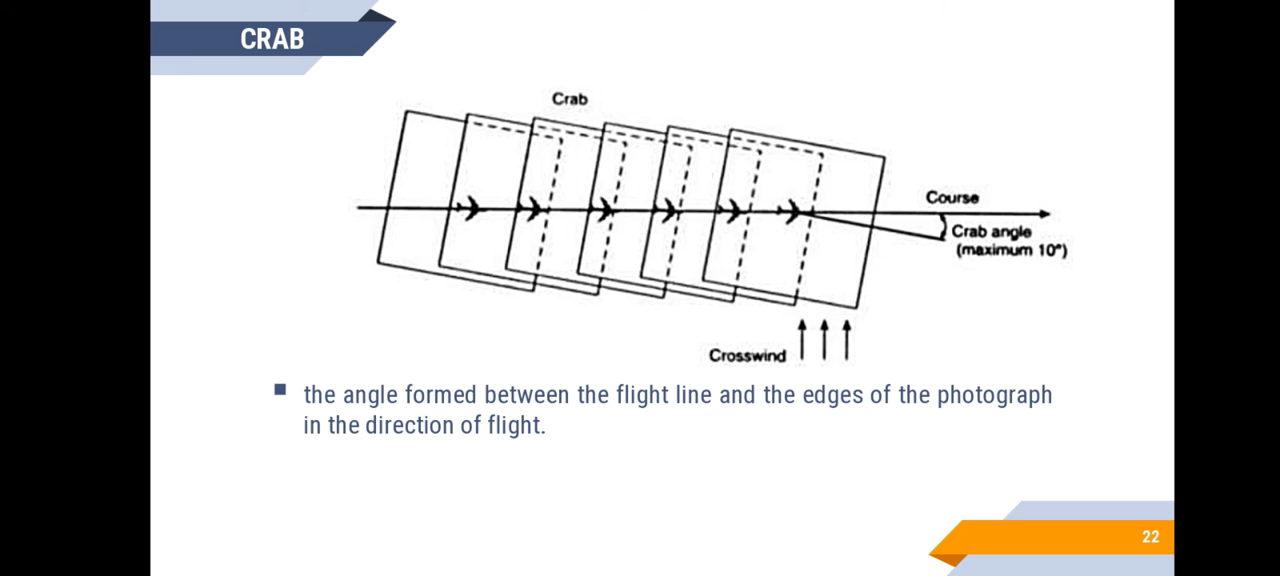 CRAB
Crab
Course
Crab angle
(maximum 10°)
Crosswind
the angle formed between the flight line and the edges of the photograph
in the direction of flight.
22